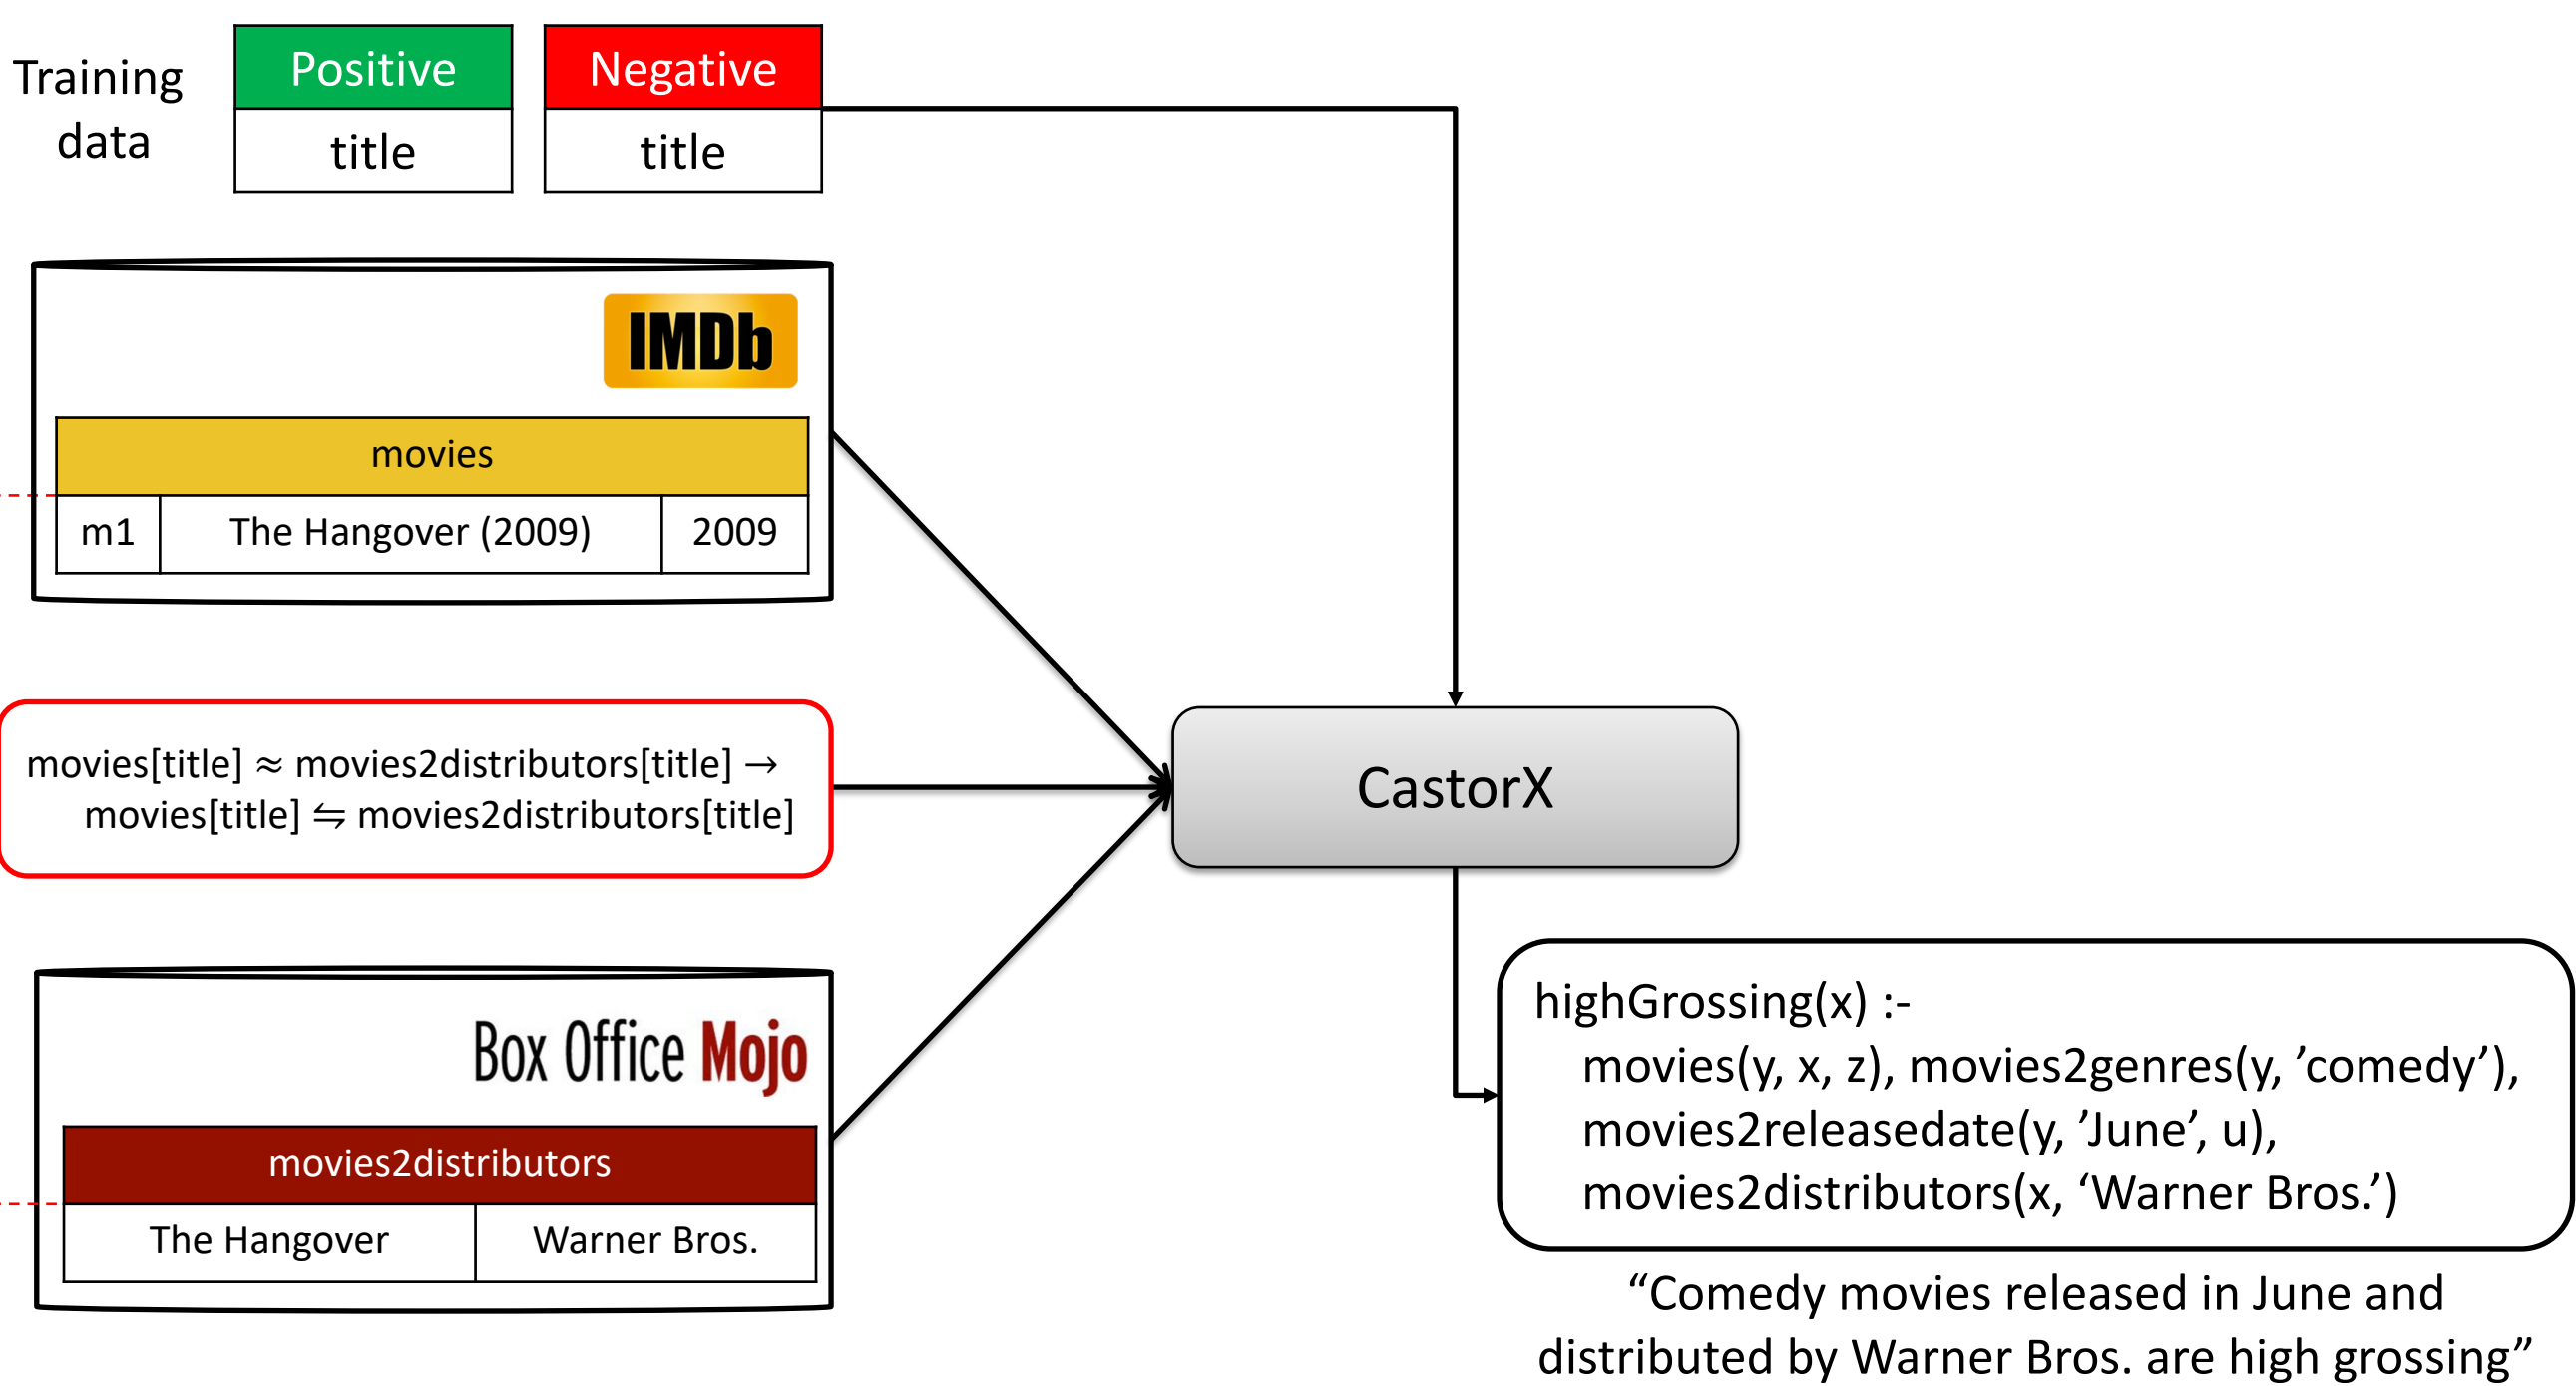 Training
data
Positive
title
Negative
title
IMDb
movies
m1 The Hangover (2009) 2009
movies[title] ≈ movies2distributors[title] →
movies[title] ⇋ movies2distributors[title]
CastorX
Box Office Mojo
movies2distributors
The Hangover Warner Bros.
highGrossing(x) :-
movies(y, x, z), movies2genres(y, ’comedy’),
movies2releasedate(y, ’June’, u),
movies2distributors(x, ‘Warner Bros.’)
“Comedy movies released in June and
distributed by Warner Bros. are high grossing”